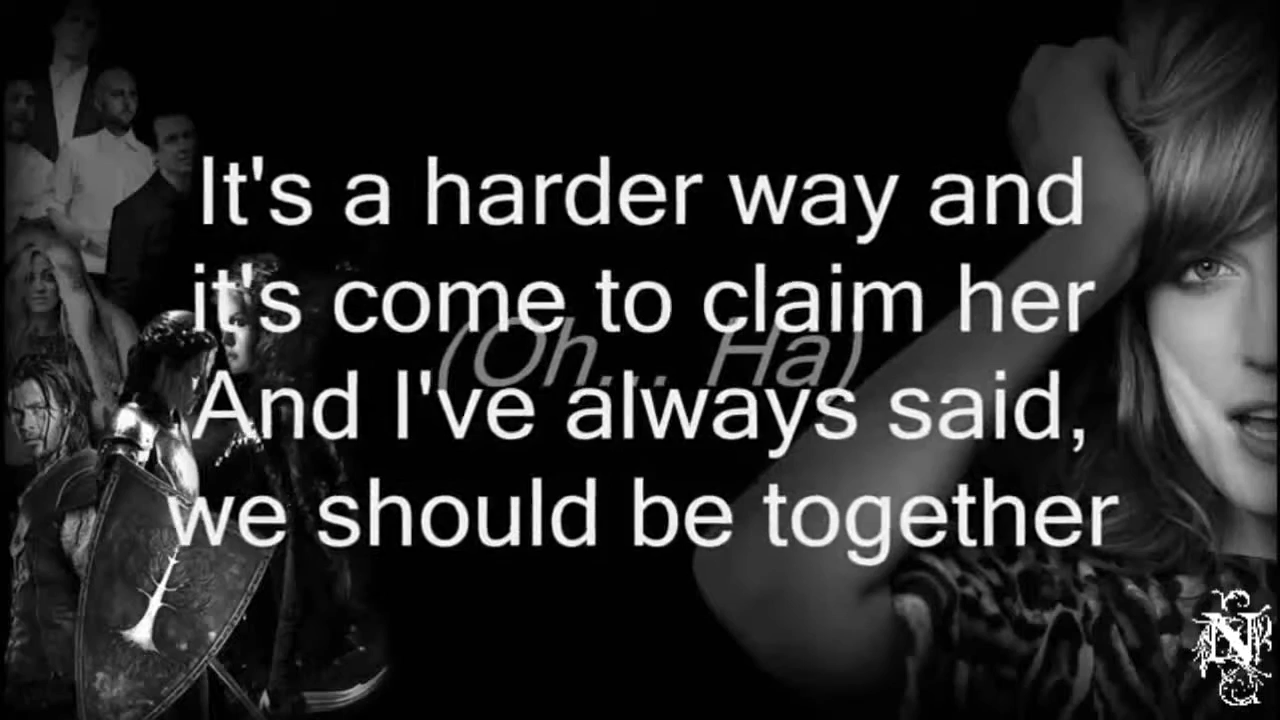 It's a harder way and
it's come to claim her
(Oh... Ha)
And I've always said,
we should be together
N